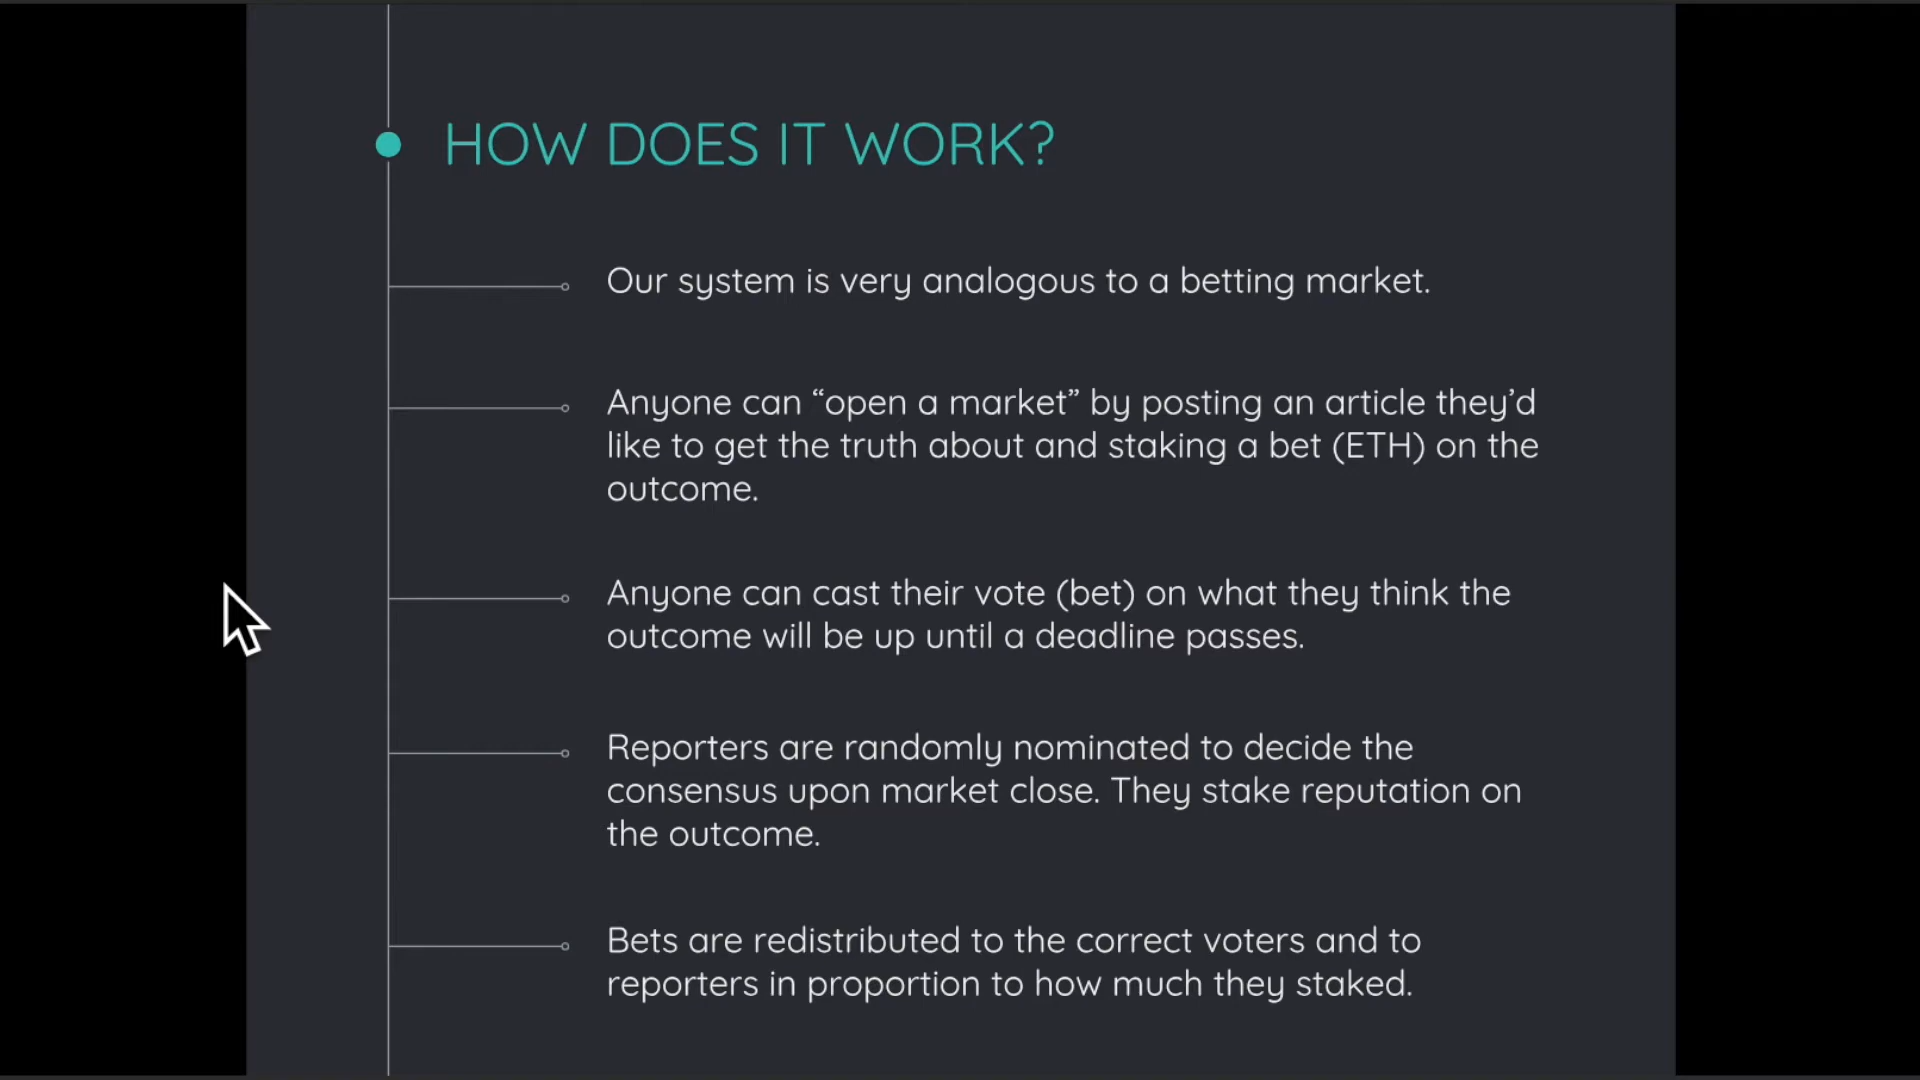 HOW DOES IT WORK?
Our system is very analogous to a betting market.
Anyone can “open a market” by posting an article they’d
like to get the truth about and staking a bet (ETH) on the
outcome.
Anyone can cast their vote (bet) on what they think the
outcome will be up until a deadline passes.
Reporters are randomly nominated to decide the
consensus upon market close. They stake reputation on
the outcome.
Bets are redistributed to the correct voters and to
reporters in proportion to how much they staked.